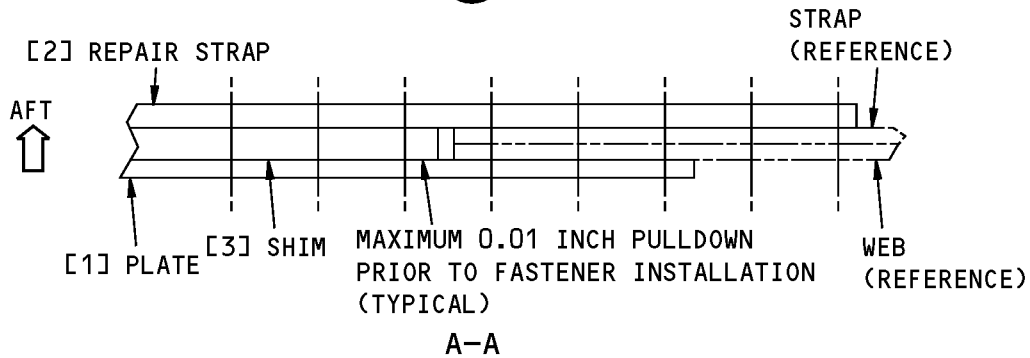 STRAP
(REFERENCE)
[2] REPAIR STRAP
AFT
[1] PLATE
[3] SHIM
MAXIMUM 0.01 INCH PULLDOWN
PRIOR TO FASTENER INSTALLATION
(TYPICAL)
WEB
(REFERENCE)
A-A